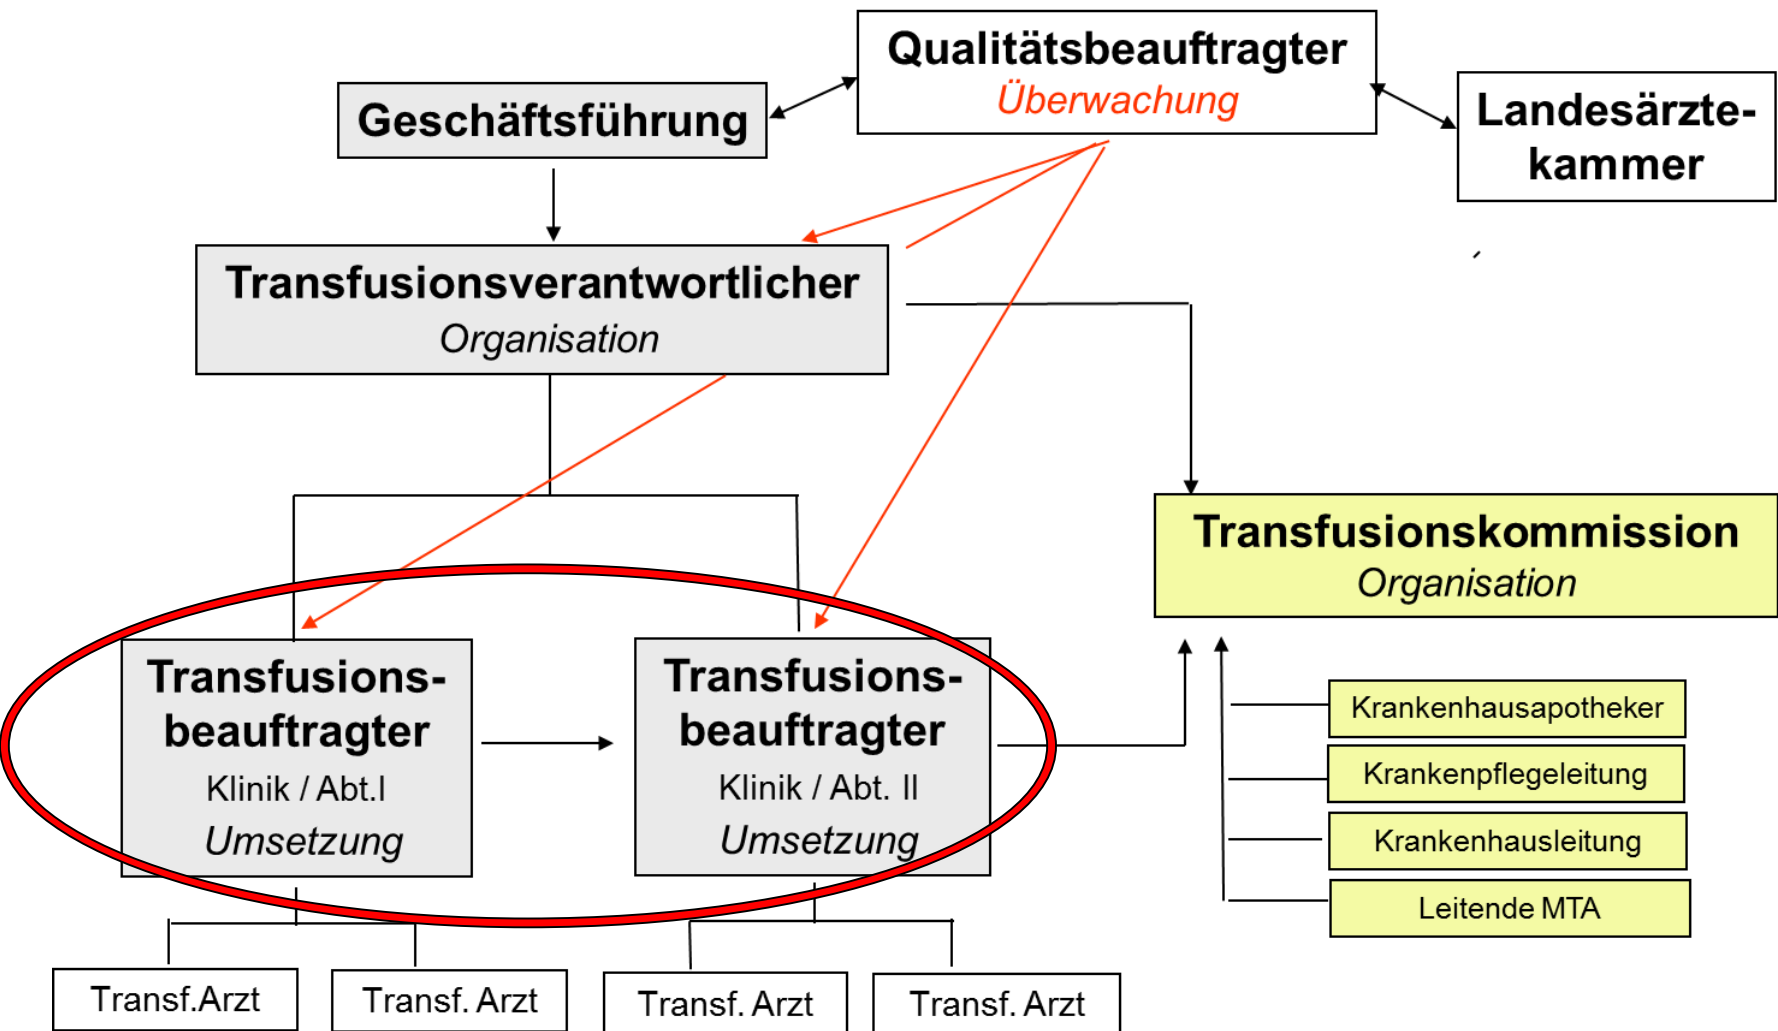 Qualitätsbeauftragter
Überwachung
Geschäftsführung
Landesärzte-
kammer
Transfusionsverantwortlicher
Organisation
Transfusionskommission
Organisation
Transfusions-
beauftragter
Klinik / Abt.I
Umsetzung
Transfusions-
beauftragter
Klinik / Abt. II
Umsetzung
Krankenhausapotheker
Krankenpflegeleitung
Krankenhausleitung
Leitende MTA
Transf.Arzt
Transf. Arzt
Transf. Arzt
Transf. Arzt